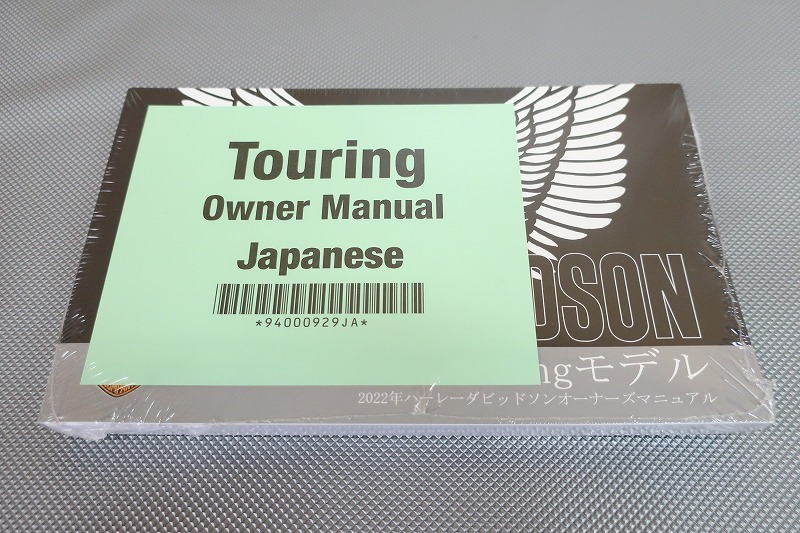 Touring
Owner Manual
Japanese
*94000929JA*
DSON
ngモデル
2022年ハーレーダビッドソンオーナーズマニュアル